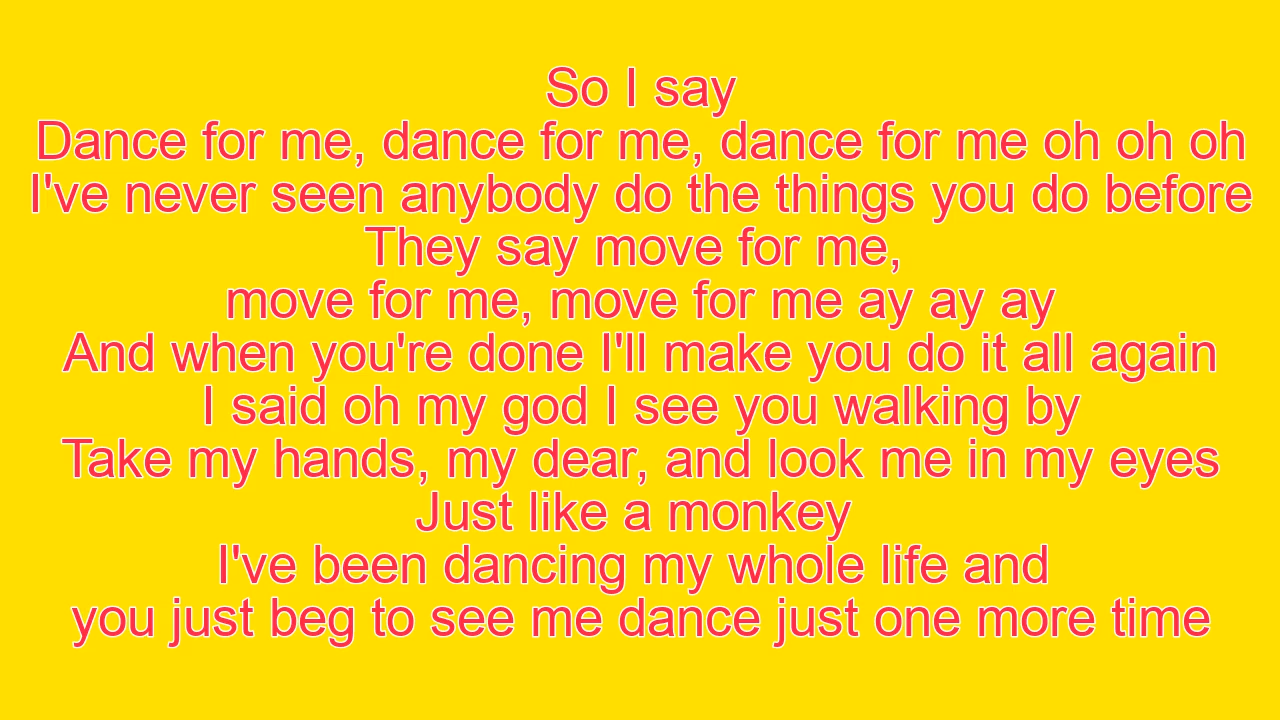 So I say
Dance for me, dance for me, dance for me oh oh oh
I've never seen anybody do the things you do before
They say move for me,
move for me, move for me ay ay ay
And when you're done I'll make you do it all again
I said oh my god I see you walking by
Take my hands, my dear, and look me in my eyes
Just like a monkey
I've been dancing my whole life and
you just beg to see me dance just one more time